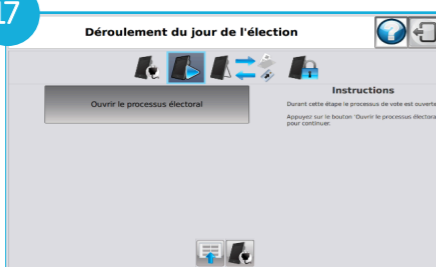 17
Déroulement du jour de l'élection
Ouvrir le processus électoral
Instructions
Durant cette étape le processus de vote est ouverte
Appuyez sur le bouton 'Ouvrir le processus électora
pour continuer.